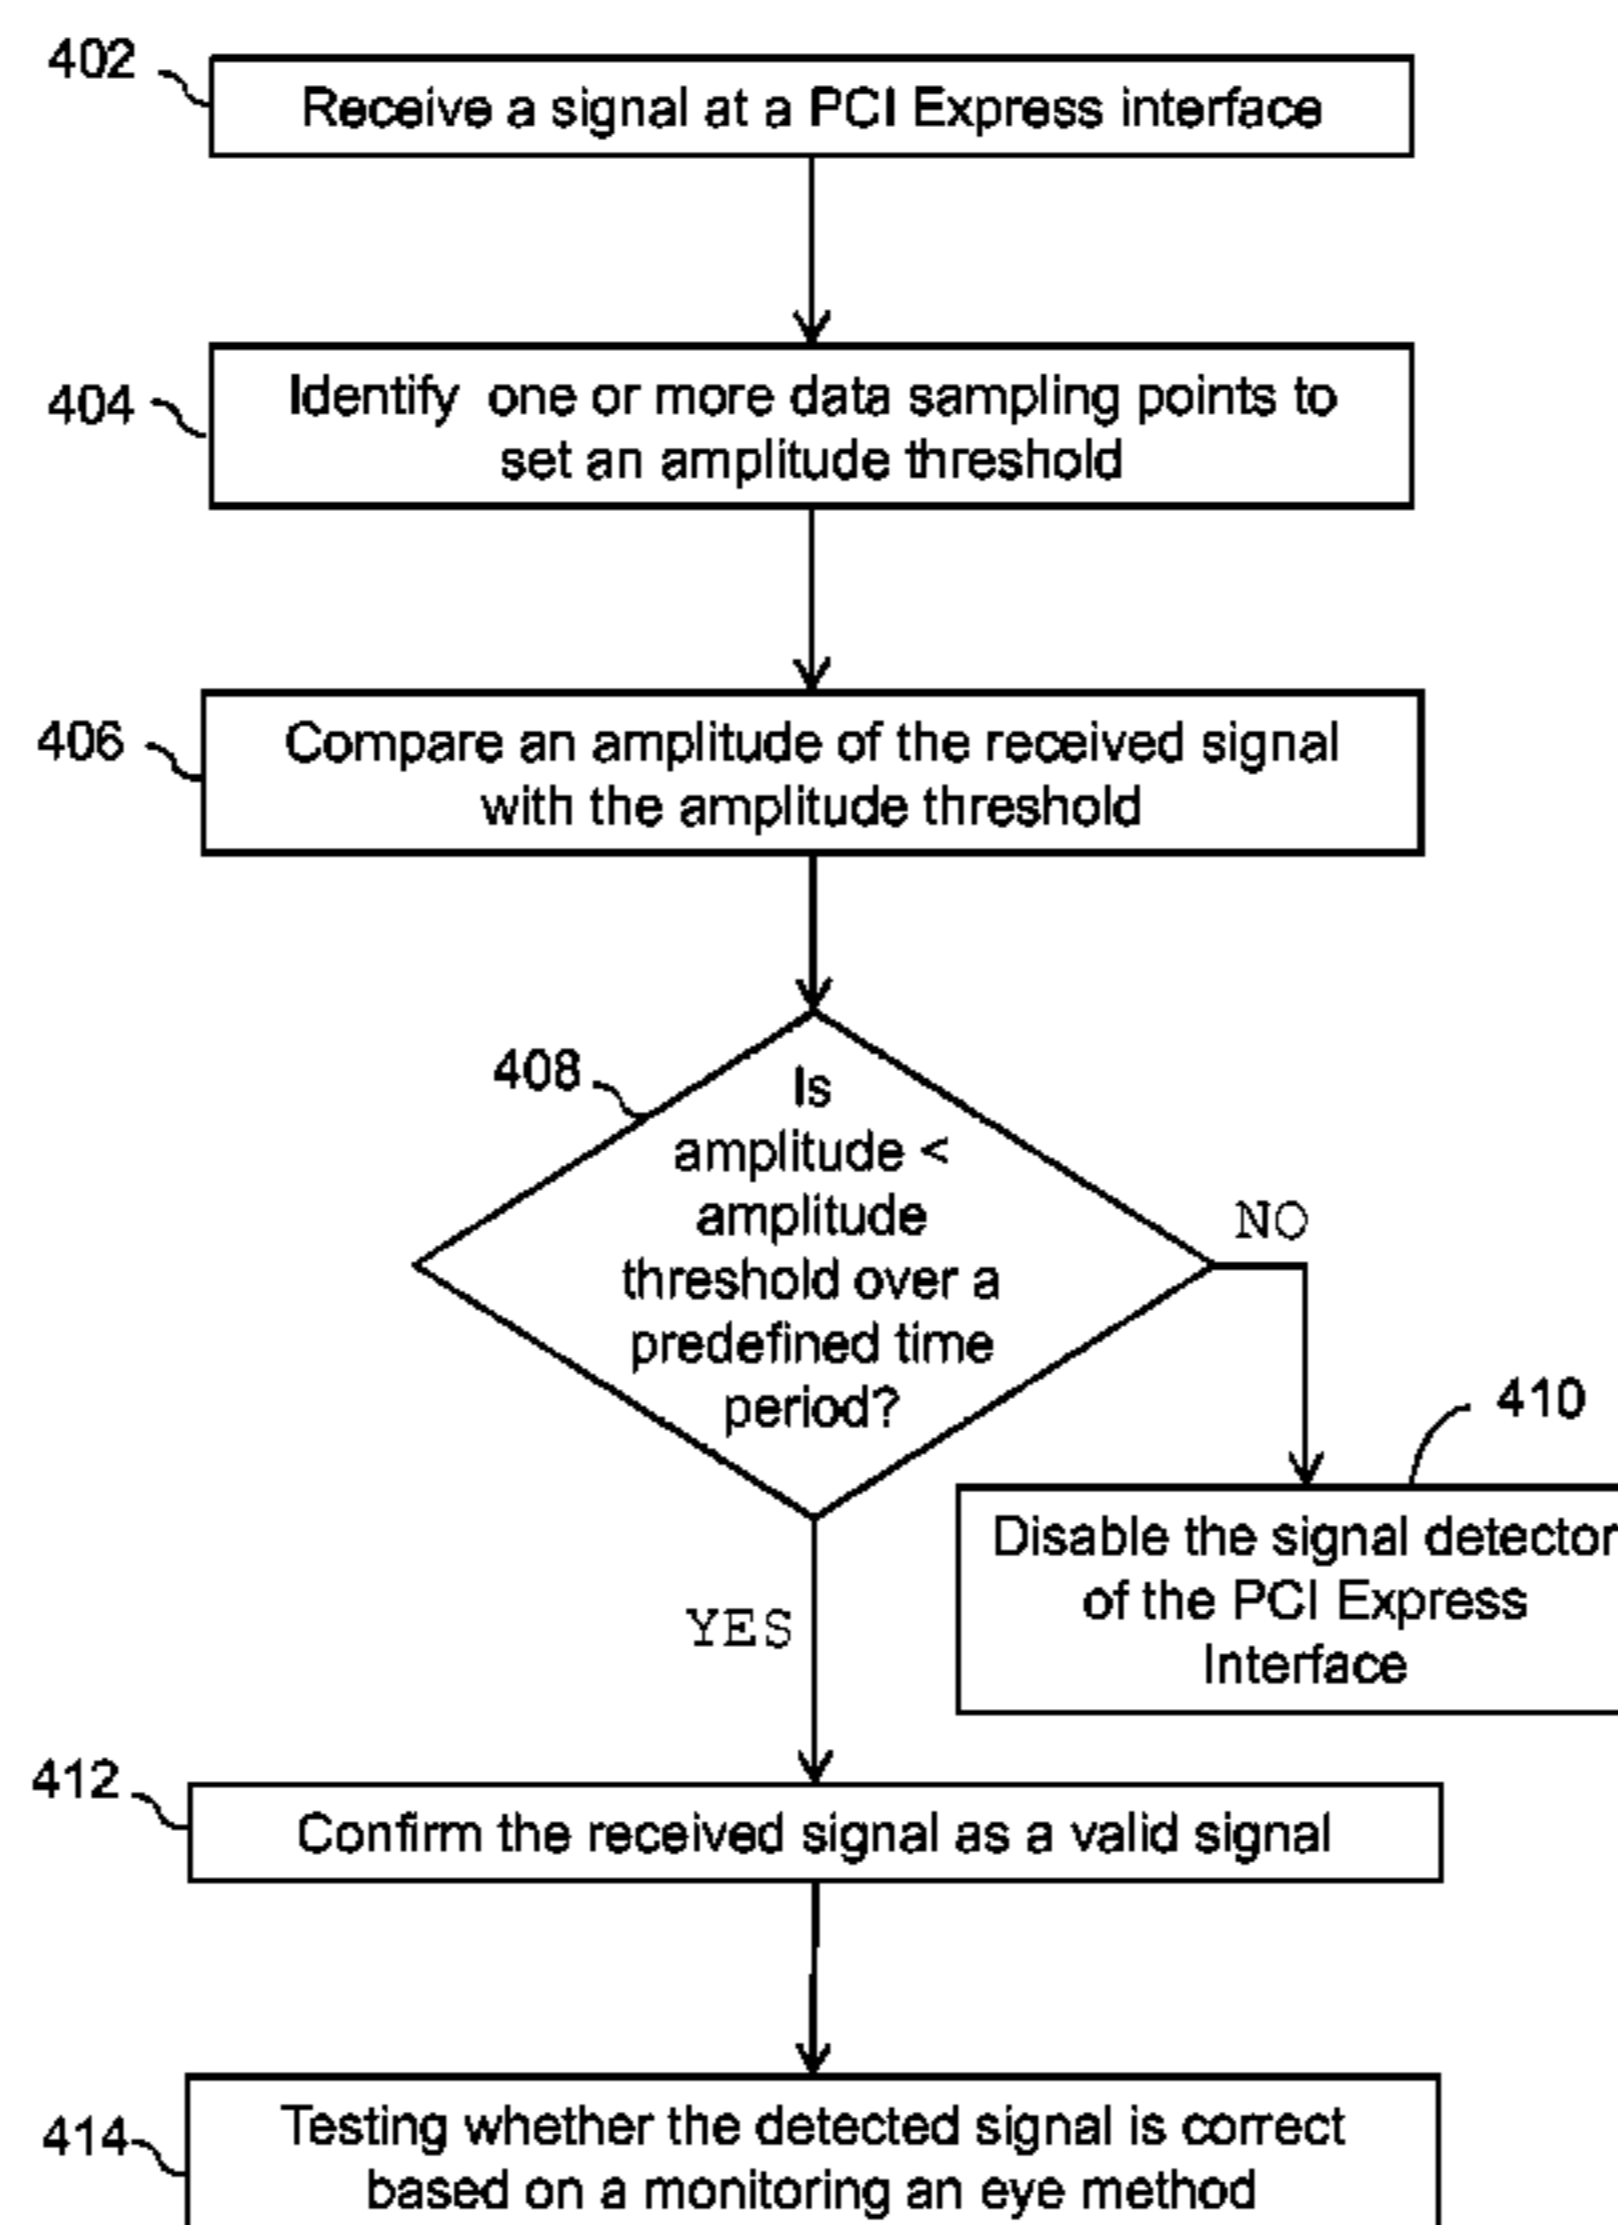 402
Receive a signal at a PCI Express interface
404
Identify one or more data sampling points to
set an amplitude threshold
406
Compare an amplitude of the received signal
with the amplitude threshold
408
Is
amplitude <
amplitude
threshold over a
predefined time
period?
NO
410
Disable the signal detector
of the PCI Express
Interface
YES
412
Confirm the received signal as a valid signal
414
Testing whether the detected signal is correct
based on a monitoring an eye method